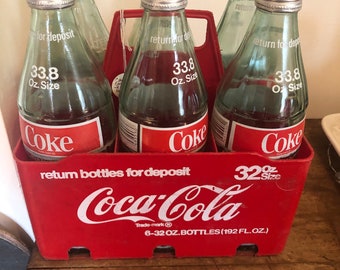 return for deposit
return for deposit
33.8
Oz. Size
33.8
Oz. Size
33.8
Oz. Size
Coke
Coke
Coke
return bottles for deposit
32 Oz. Size
Coca-Cola
Trade-mark ®
6-32 OZ. BOTTLES (192 FL. OZ.)